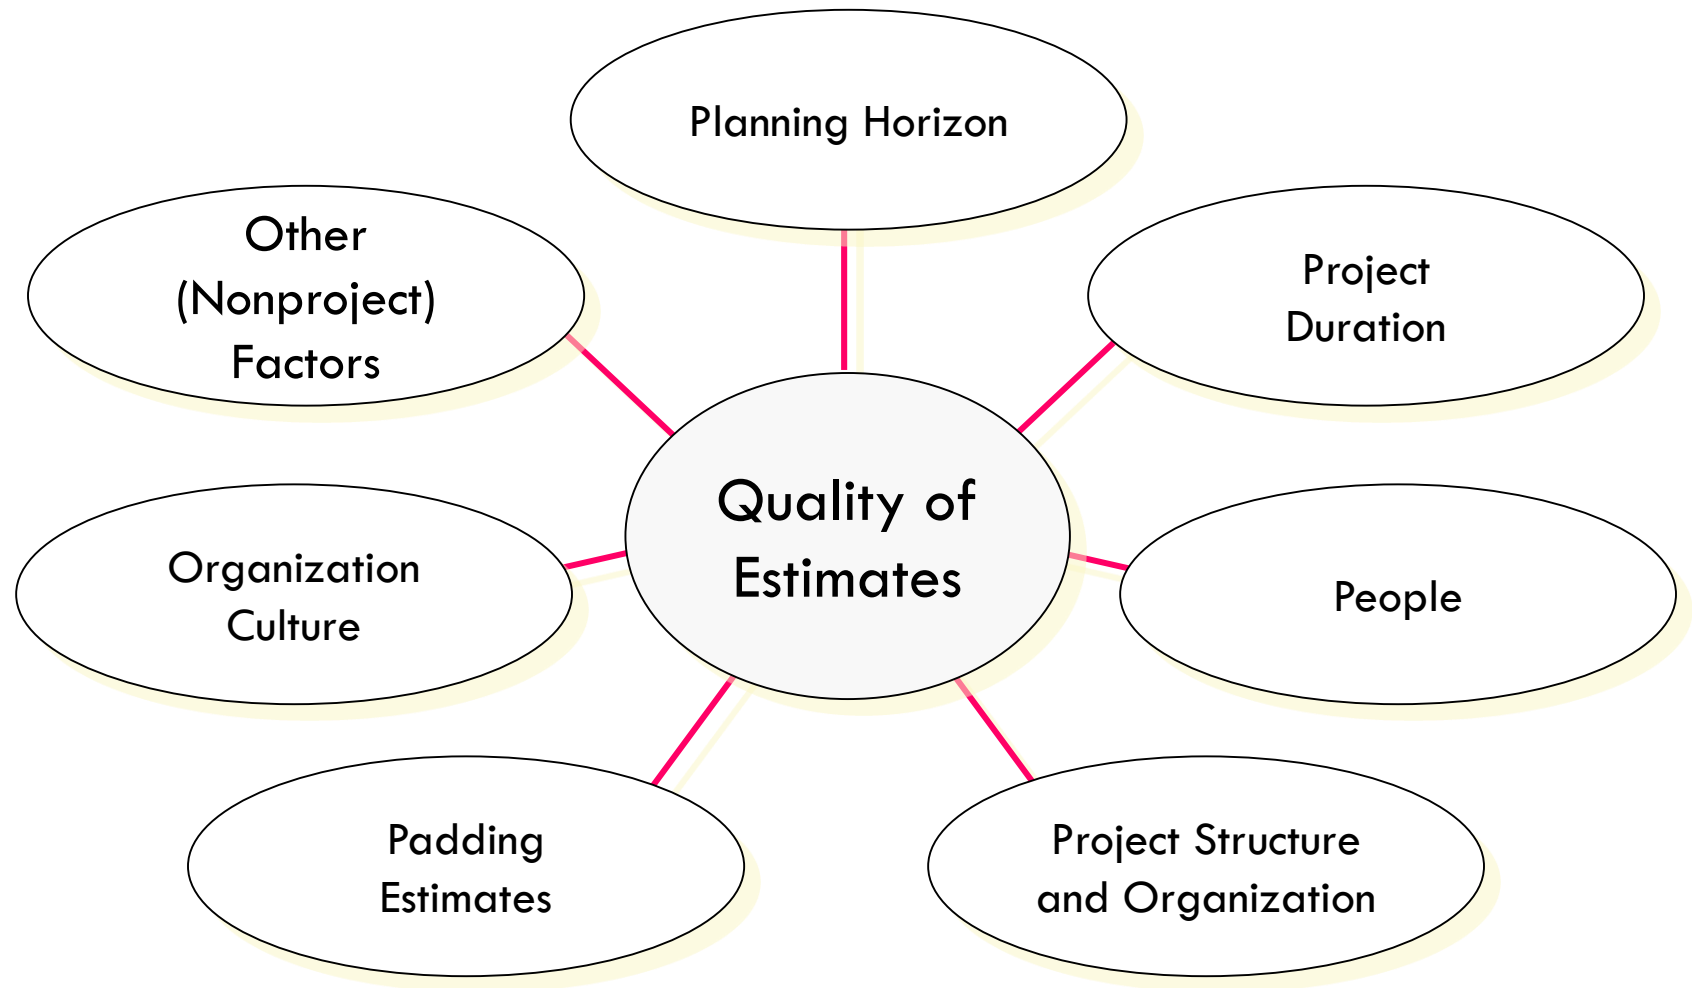 Planning Horizon
Other
(Nonproject)
Factors
Project
Duration
Quality of
Estimates
Organization
Culture
People
Padding
Estimates
Project Structure
and Organization